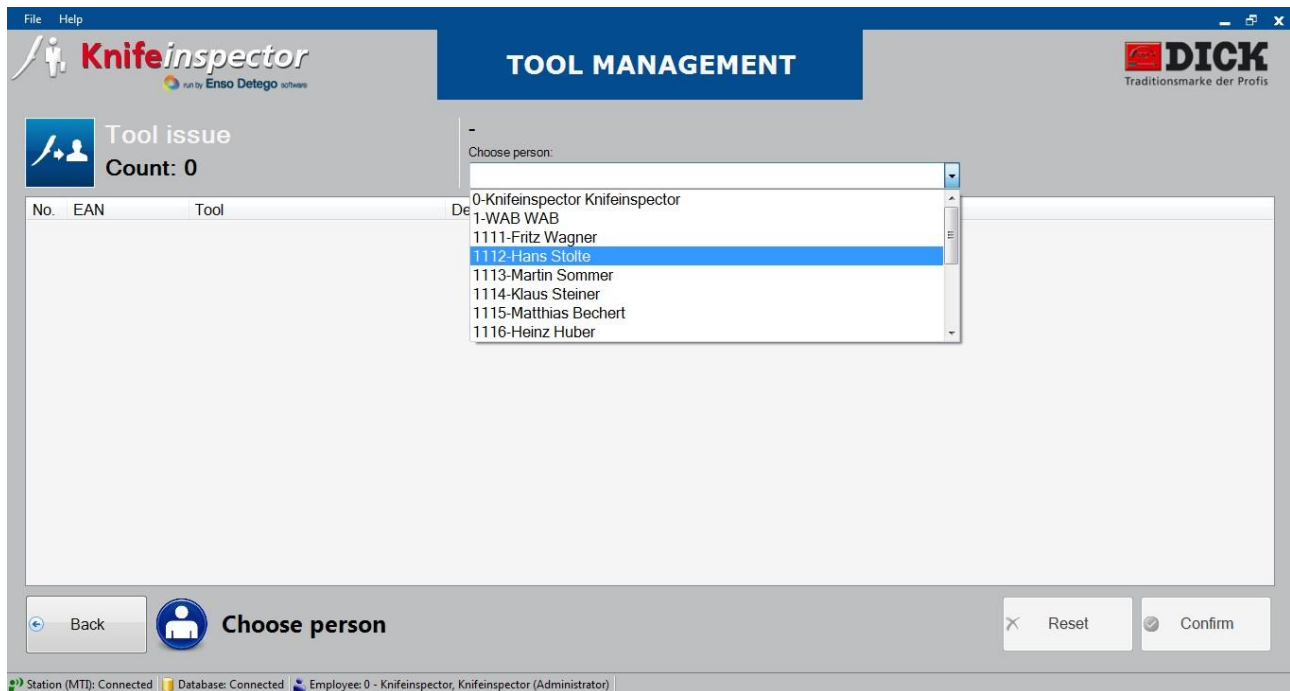 File Help
Knifeinspector
run by Enso Detego software
TOOL MANAGEMENT
DICK
Traditionsmarke der Profis
Tool issue
Count: 0
-
Choose person:
No. EAN Tool De
0-Knifeinspector Knifeinspector
1-WAB WAB
1111-Fritz Wagner
1112-Hans Stolte
1113-Martin Sommer
1114-Klaus Steiner
1115-Matthias Bechert
1116-Heinz Huber
Back
Choose person
Reset
Confirm
Station (MTI): Connected Database: Connected Employee: 0 - Knifeinspector, Knifeinspector (Administrator)